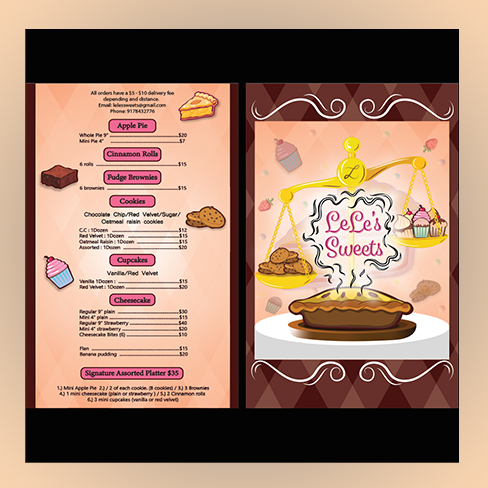 All orders have a $5 - $10 delivery fee
depending and distance.
Email: lelessweets@gmail.com
Phone: 9178432776
Apple Pie
Whole Pie 9" $20
Mini Pie 4" $7
Cinnamon Rolls
6 rolls $15
Fudge Brownies
6 brownies $15
Cookies
Chocolate Chip/Red Velvet/Sugar/
Oatmeal raisin cookies
C.C : 1Dozen $12
Red Velvet : 1Dozen $15
Oatmeal Raisin : 1Dozen $15
Assorted : 1Dozen $20
Cupcakes
Vanilla/Red Velvet
Vanilla 1Dozen $15
Red Velvet : 1Dozen $20
Cheesecake
Regular 9" plain $30
Mini 4" plain $15
Regular 9" Strawberry $40
Mini 4" strawberry $20
Cheesecake Bites (6) $10
Flan $15
Banana pudding $20
Signature Assorted Platter $35
1.) Mini Apple Pie 2.) / 2 of each cookie. (8 cookies) / 3.) 3 Brownies
4.) 1 mini cheesecake (plain or strawberry ) / 5.) 2 Cinnamon rolls
6.) 3 mini cupcakes (vanilla or red velvet)
L
LeLe's
Sweets